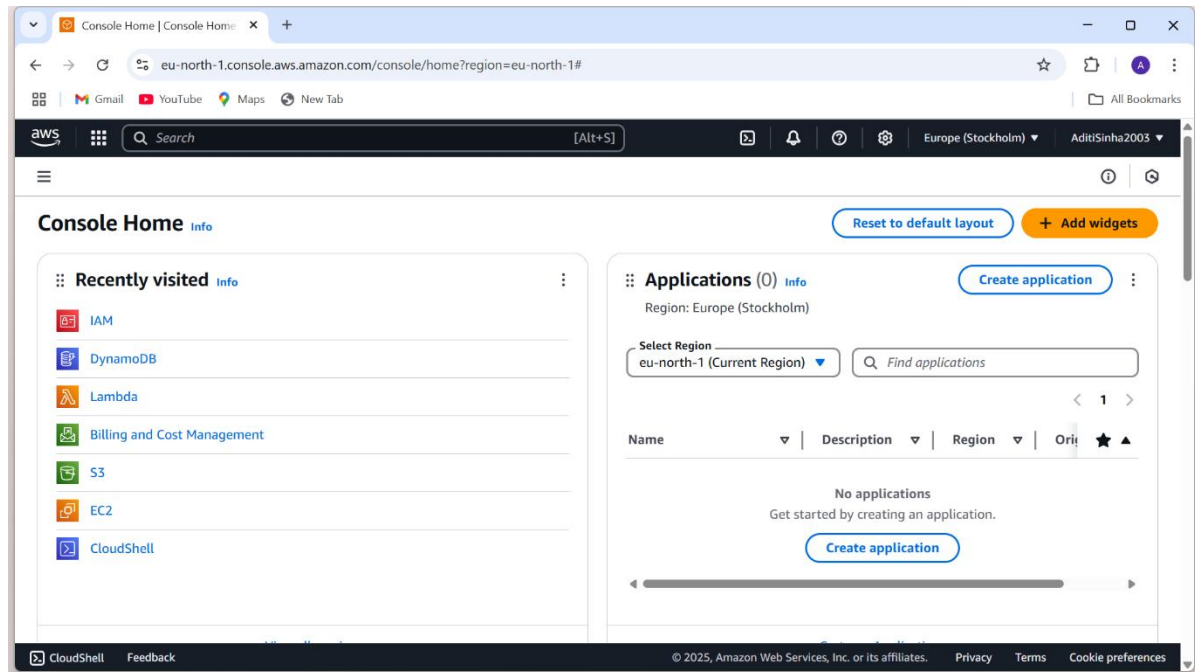 Console Home | Console Home
eu-north-1.console.aws.amazon.com/console/home?region=eu-north-1#
A
Gmail YouTube Maps New Tab All Bookmarks
aws Search [Alt+S] Europe (Stockholm) AditiSinha2003
Console Home Info Reset to default layout + Add widgets
Recently visited Info
IAM
DynamoDB
Lambda
Billing and Cost Management
S3
EC2
CloudShell
Applications (0) Info Create application
Region: Europe (Stockholm)
Select Region
eu-north-1 (Current Region) Find applications
1
Name Description Region
No applications
Get started by creating an application.
Create application
CloudShell Feedback © 2025, Amazon Web Services, Inc. or its affiliates. Privacy Terms Cookie preferences